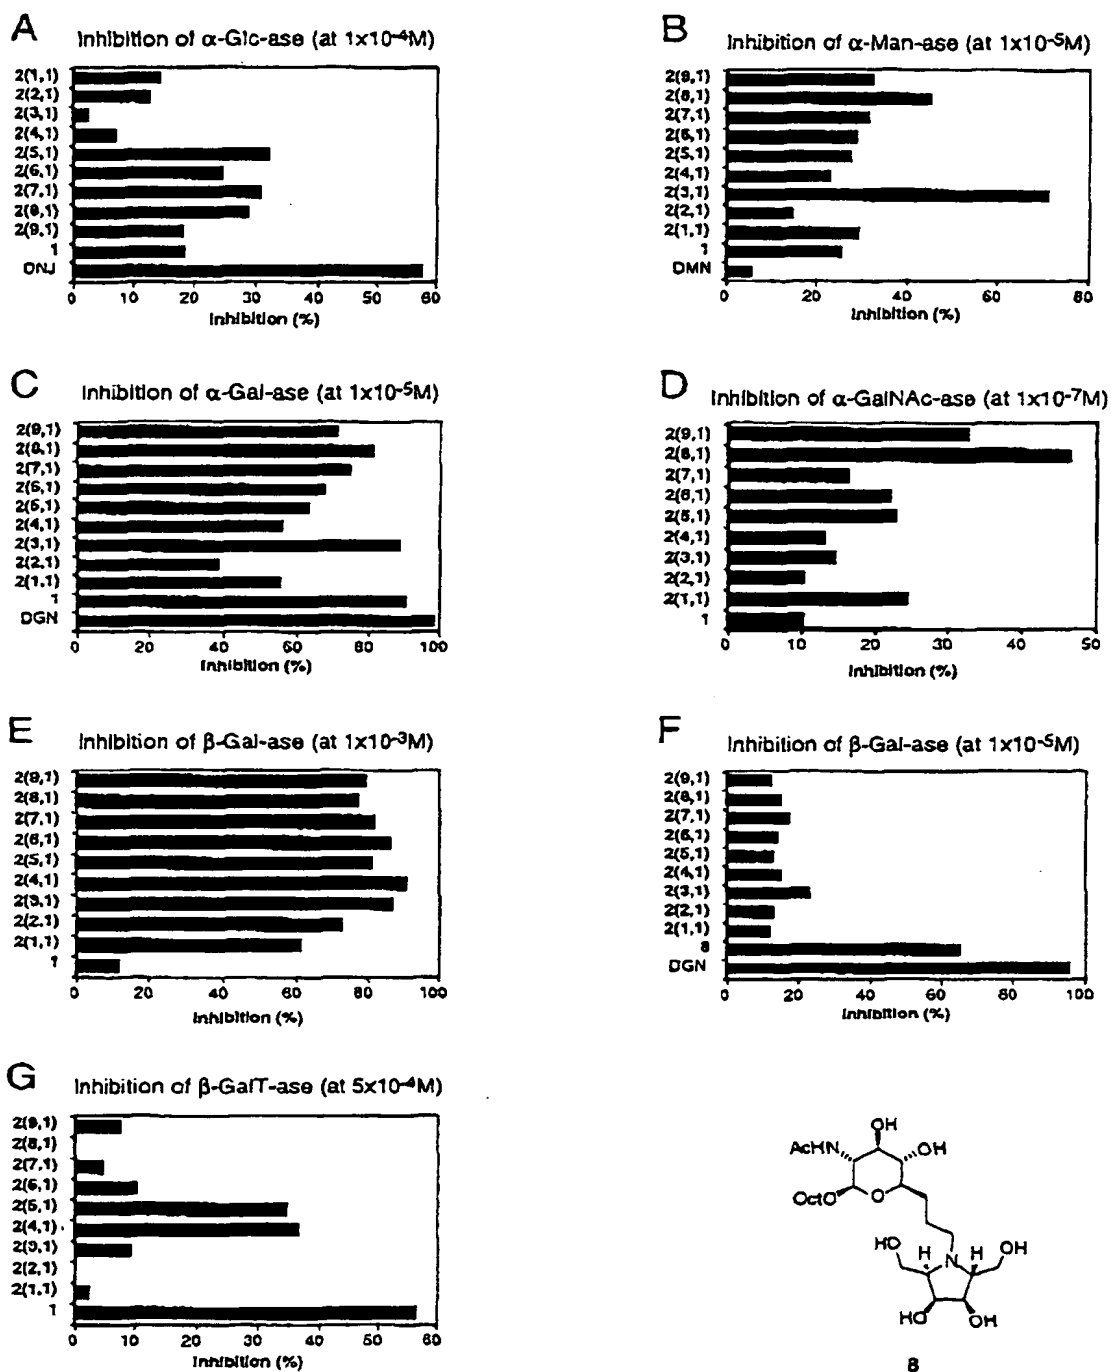 A
Inhibition of α-Glc-ase (at 1x10⁻⁴M)
2(1,1)
2(2,1)
2(3,1)
2(4,1)
2(5,1)
2(6,1)
2(7,1)
2(8,1)
2(9,1)
1
DNJ
0 10 20 30 40 50 60
Inhibition (%)
B
Inhibition of α-Man-ase (at 1x10⁻⁵M)
2(9,1)
2(8,1)
2(7,1)
2(6,1)
2(5,1)
2(4,1)
2(3,1)
2(2,1)
2(1,1)
1
DMN
0 20 40 60 80
Inhibition (%)
C
Inhibition of α-Gal-ase (at 1x10⁻⁵M)
2(9,1)
2(8,1)
2(7,1)
2(6,1)
2(5,1)
2(4,1)
2(3,1)
2(2,1)
2(1,1)
1
DGN
0 20 40 60 80 100
Inhibition (%)
D
Inhibition of α-GalNAc-ase (at 1x10⁻⁷M)
2(9,1)
2(8,1)
2(7,1)
2(6,1)
2(5,1)
2(4,1)
2(3,1)
2(2,1)
2(1,1)
1
0 10 20 30 40 50
Inhibition (%)
E
Inhibition of β-Gal-ase (at 1x10⁻³M)
2(9,1)
2(8,1)
2(7,1)
2(6,1)
2(5,1)
2(4,1)
2(3,1)
2(2,1)
2(1,1)
1
0 20 40 60 80 100
Inhibition (%)
F
Inhibition of β-Gal-ase (at 1x10⁻⁵M)
2(9,1)
2(8,1)
2(7,1)
2(6,1)
2(5,1)
2(4,1)
2(3,1)
2(2,1)
2(1,1)
8
DGN
0 20 40 60 80 100
Inhibition (%)
G
Inhibition of β-GalT-ase (at 5x10⁻⁴M)
2(9,1)
2(8,1)
2(7,1)
2(6,1)
2(5,1)
2(4,1)
2(3,1)
2(2,1)
2(1,1)
1
0 10 20 30 40 50 60
Inhibition (%)
OH
AcHN
OH
OctO
O
HO
H
N
H
OH
HO
OH
8